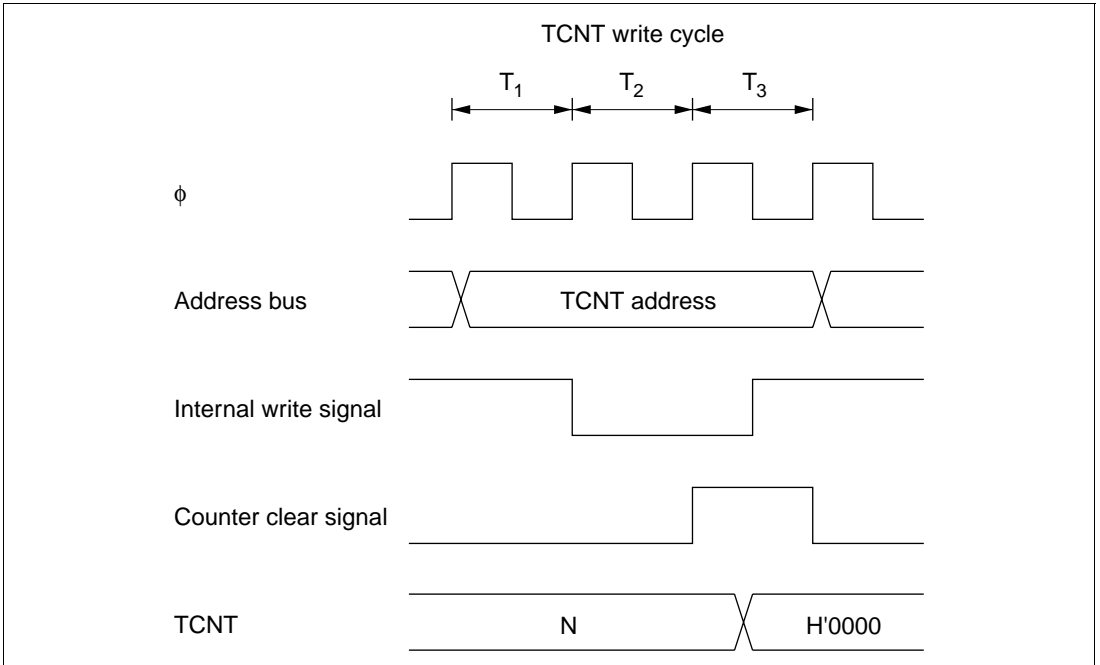 TCNT write cycle
T1 T2 T3
φ
Address bus TCNT address
Internal write signal
Counter clear signal
TCNT N H'0000